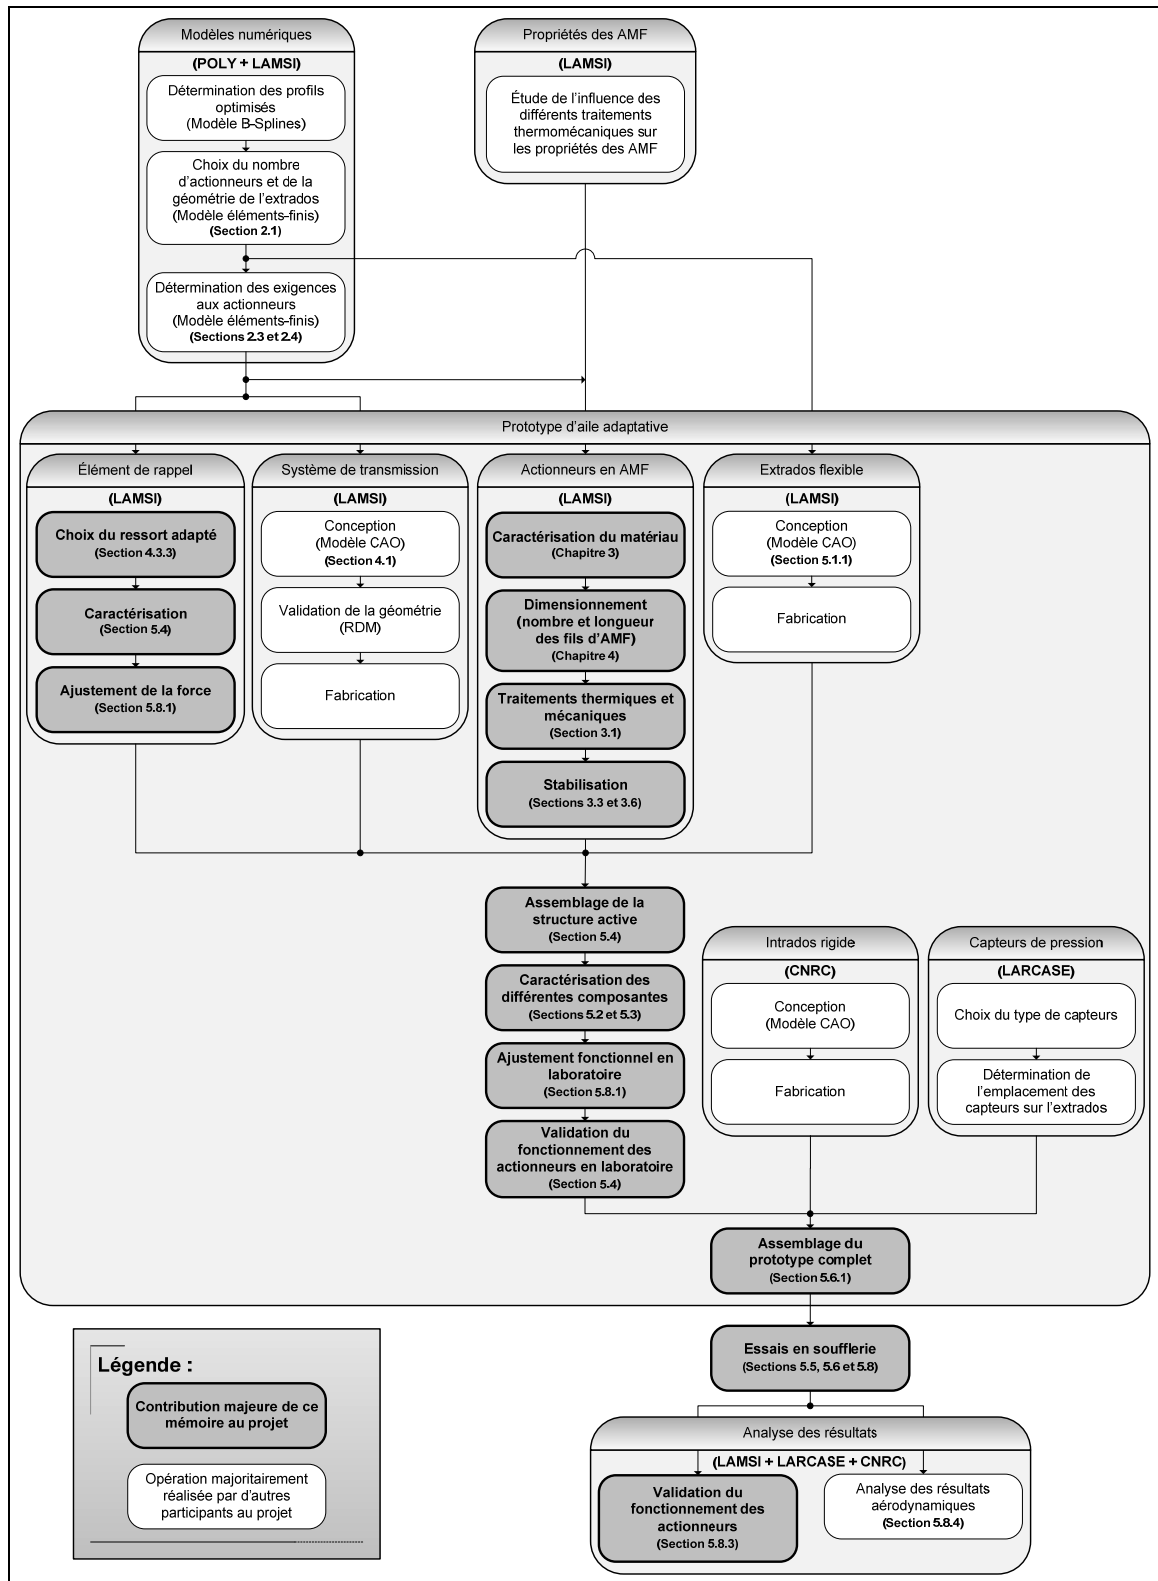 Modèles numériques
(POLY + LAMSI)
Détermination des profils
optimisés
(Modèle B-Splines)
Choix du nombre
d'actionneurs et de la
géométrie de l'extrados
(Modèle éléments-finis)
(Section 2.1)
Détermination des exigences
aux actionneurs
(Modèle éléments-finis)
(Sections 2.3 et 2.4)
Propriétés des AMF
(LAMSI)
Étude de l'influence des
différents traitements
thermomécaniques sur
les propriétés des AMF
Prototype d'aile adaptative
Élément de rappel
(LAMSI)
Choix du ressort adapté
(Section 4.3.3)
Caractérisation
(Section 5.4)
Ajustement de la force
(Section 5.8.1)
Système de transmission
(LAMSI)
Conception
(Modèle CAO)
(Section 4.1)
Validation de la géométrie
(RDM)
Fabrication
Actionneurs en AMF
(LAMSI)
Caractérisation du matériau
(Chapitre 3)
Dimensionnement
(nombre et longueur
des fils d'AMF)
(Chapitre 4)
Traitements thermiques et
mécaniques
(Section 3.1)
Stabilisation
(Sections 3.3 et 3.6)
Extrados flexible
(LAMSI)
Conception
(Modèle CAO)
(Section 5.1.1)
Fabrication
Assemblage de la
structure active
(Section 5.4)
Caractérisation des
différentes composantes
(Sections 5.2 et 5.3)
Ajustement fonctionnel en
laboratoire
(Section 5.8.1)
Validation du
fonctionnement des
actionneurs en laboratoire
(Section 5.4)
Intrados rigide
(CNRC)
Conception
(Modèle CAO)
Fabrication
Capteurs de pression
(LARCASE)
Choix du type de capteurs
Détermination de
l'emplacement des
capteurs sur l'extrados
Assemblage du
prototype complet
(Section 5.6.1)
Essais en soufflerie
(Sections 5.5, 5.6 et 5.8)
Analyse des résultats
(LAMSI + LARCASE + CNRC)
Validation du
fonctionnement des
actionneurs
(Section 5.8.3)
Analyse des résultats
aérodynamiques
(Section 5.8.4)
Légende :
Contribution majeure de ce
mémoire au projet
Opération majoritairement
réalisée par d'autres
participants au projet